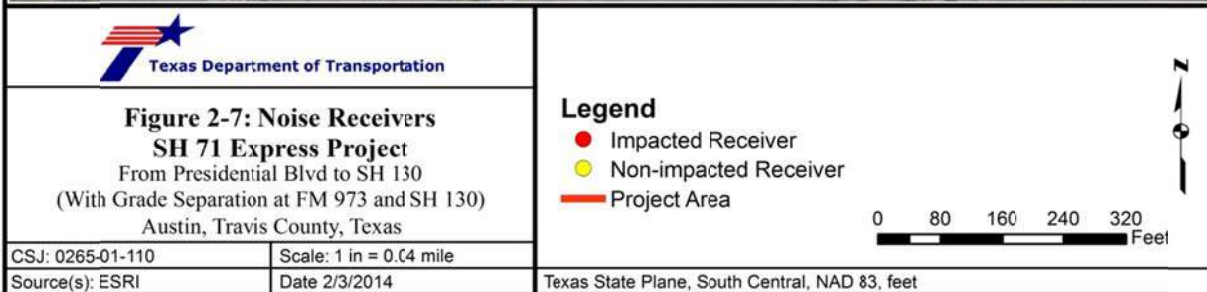 Texas Department of Transportation
Figure 2-7: Noise Receivers
SH 71 Express Project
From Presidential Blvd to SH 130
(With Grade Separation at FM 973 and SH 130)
Austin, Travis County, Texas
CSJ: 0265-01-110
Scale: 1 in = 0.04 mile
Source(s): ESRI
Date 2/3/2014
Legend
Impacted Receiver
Non-impacted Receiver
Project Area
N
0 80 160 240 320
Feet
Texas State Plane, South Central, NAD 83, feet